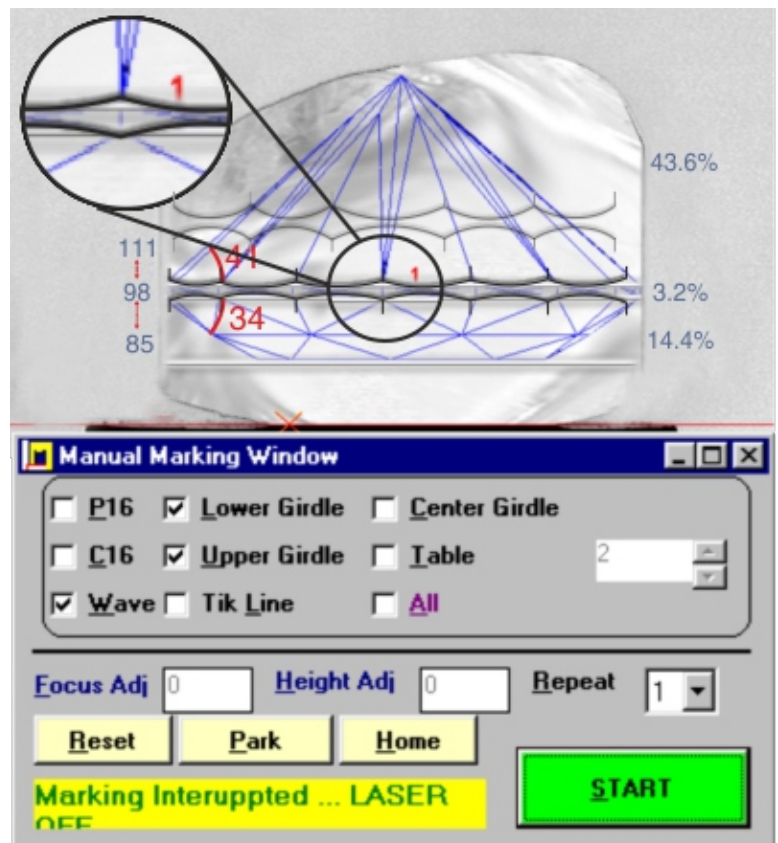 1
43.6%
111
41
1
98
3.2%
34
85
14.4%
Manual Marking Window
P16 Lower Girdle Center Girdle
C16 Upper Girdle Table 2
Wave Tik Line All
Focus Adj 0 Height Adj 0 Repeat 1
Reset Park Home
START
Marking Interuppted ... LASER
OFF